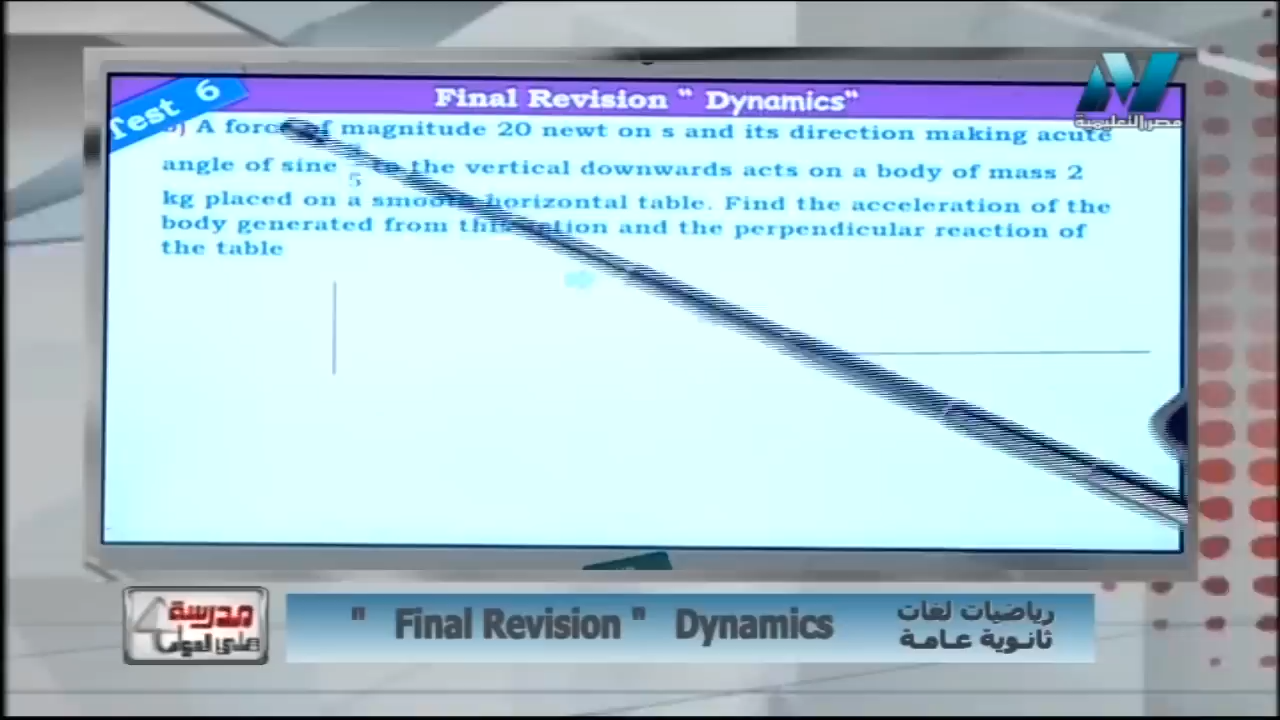 Test 6
Final Revision " Dynamics"
A force of magnitude 20 newt on s and its direction making acute
angle of sine 4/5 to the vertical downwards acts on a body of mass 2
kg placed on a smooth horizontal table. Find the acceleration of the
body generated from this and the perpendicular reaction of
the table
مصر التعليمية
مدرسة
على الهواء
" Final Revision " Dynamics
رياضيات لغات
ثانوية عامة